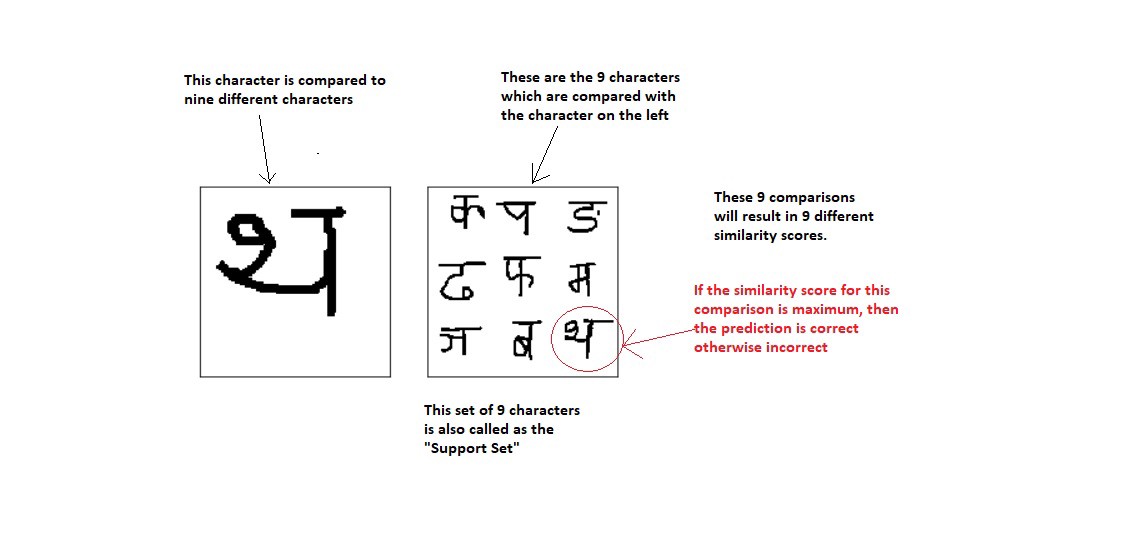 This character is compared to
nine different characters
These are the 9 characters
which are compared with
the character on the left
थ
क प ङ
ढ फ म
ज ब थ
These 9 comparisons
will result in 9 different
similarity scores.
If the similarity score for this
comparison is maximum, then
the prediction is correct
otherwise incorrect
This set of 9 characters
is also called as the
"Support Set"